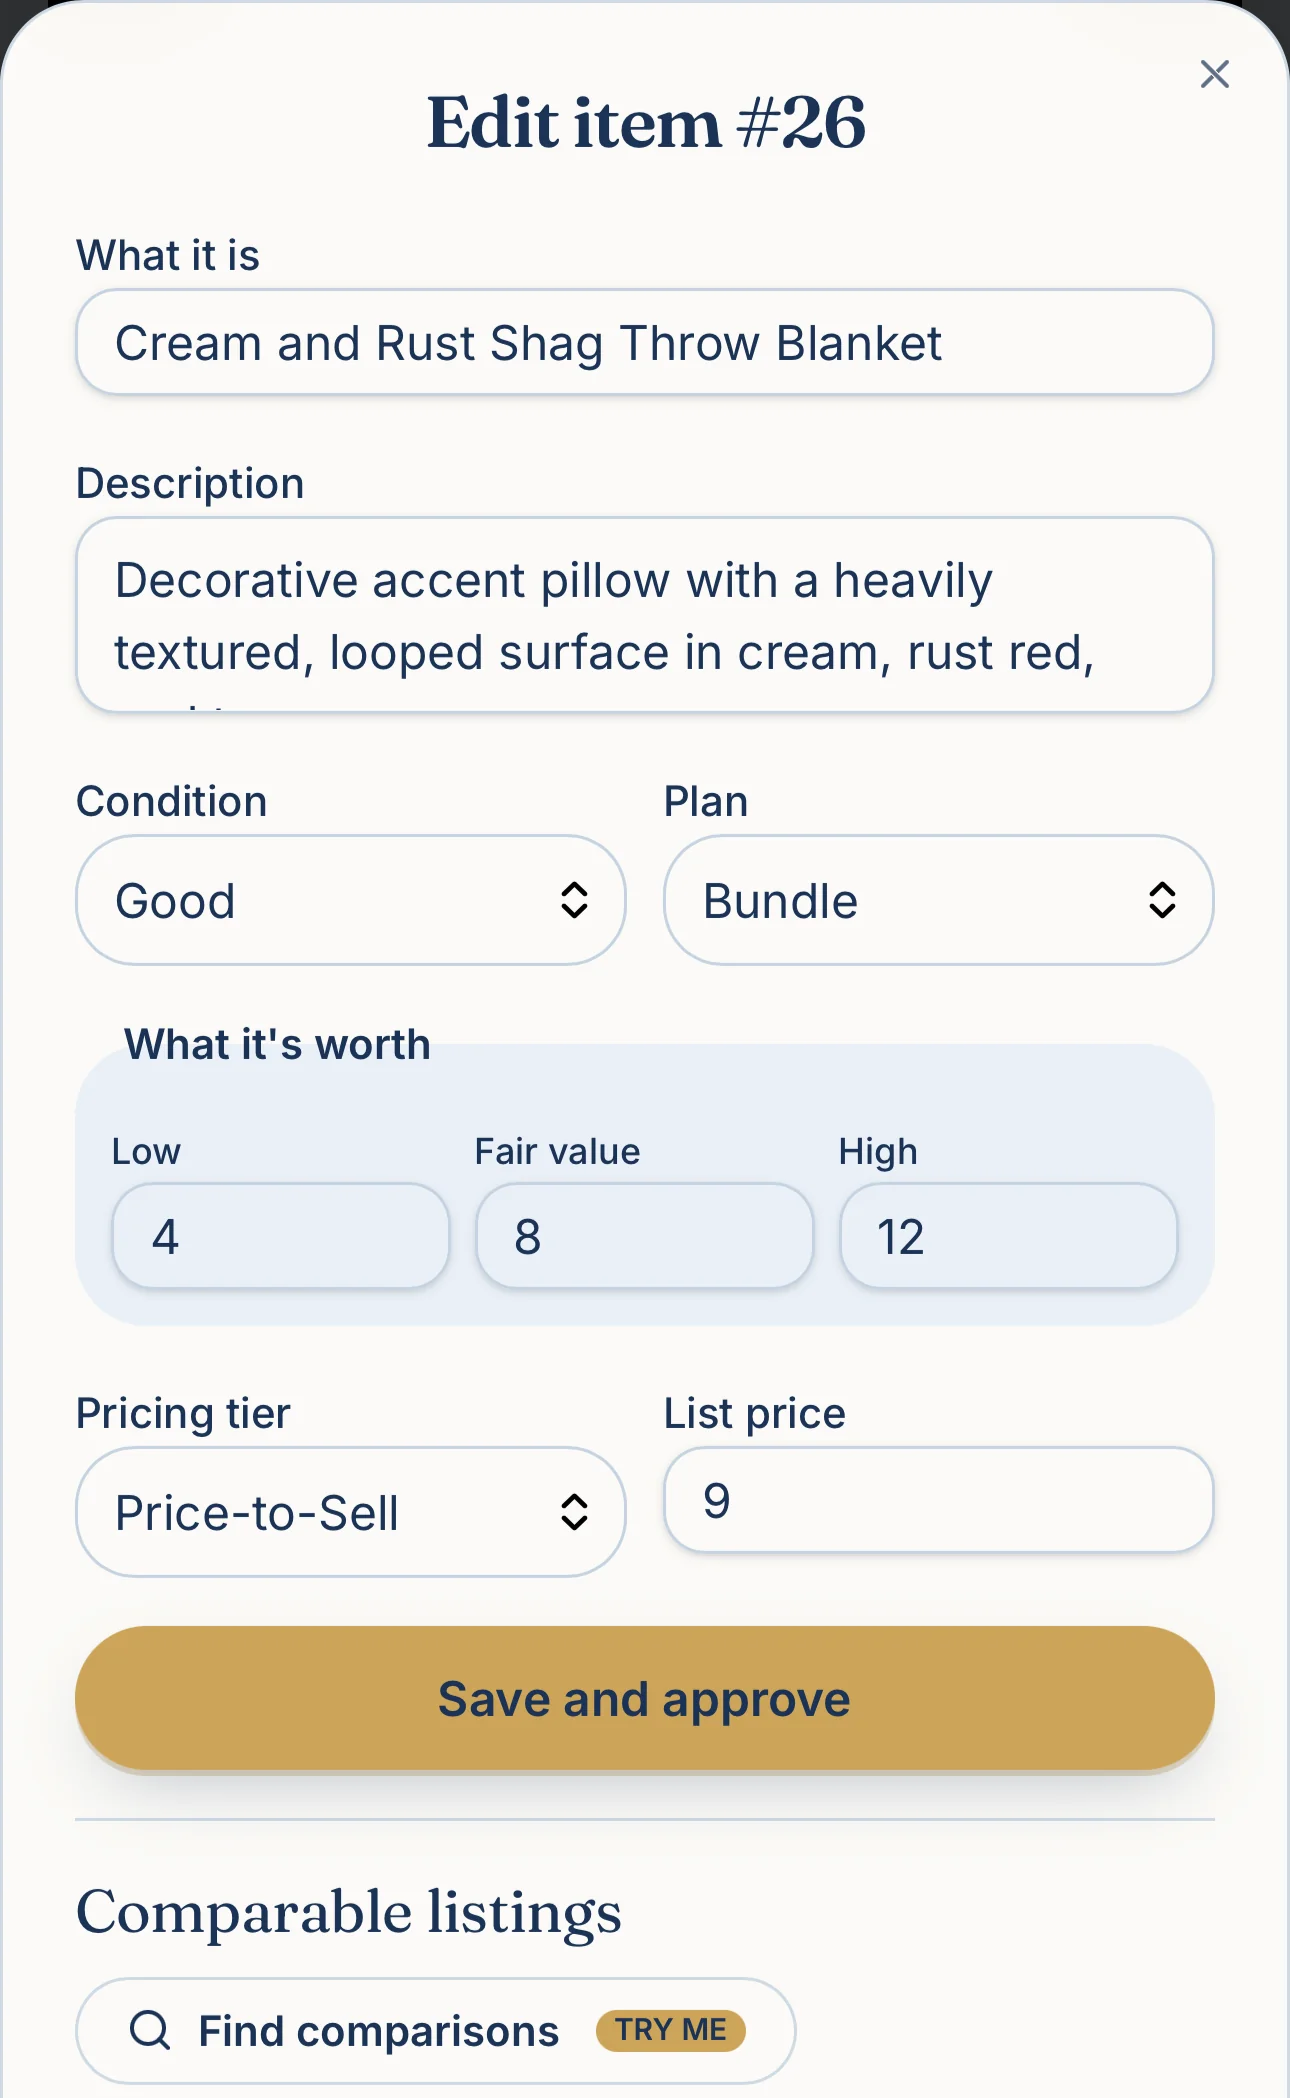 Edit item #26
What it is
Cream and Rust Shag Throw Blanket
Description
Decorative accent pillow with a heavily
textured, looped surface in cream, rust red,
Condition
Plan
Good
Bundle
What it's worth
Low
Fair value
High
4
8
12
Pricing tier
List price
Price-to-Sell
9
Save and approve
Comparable listings
Find comparisons
TRY ME